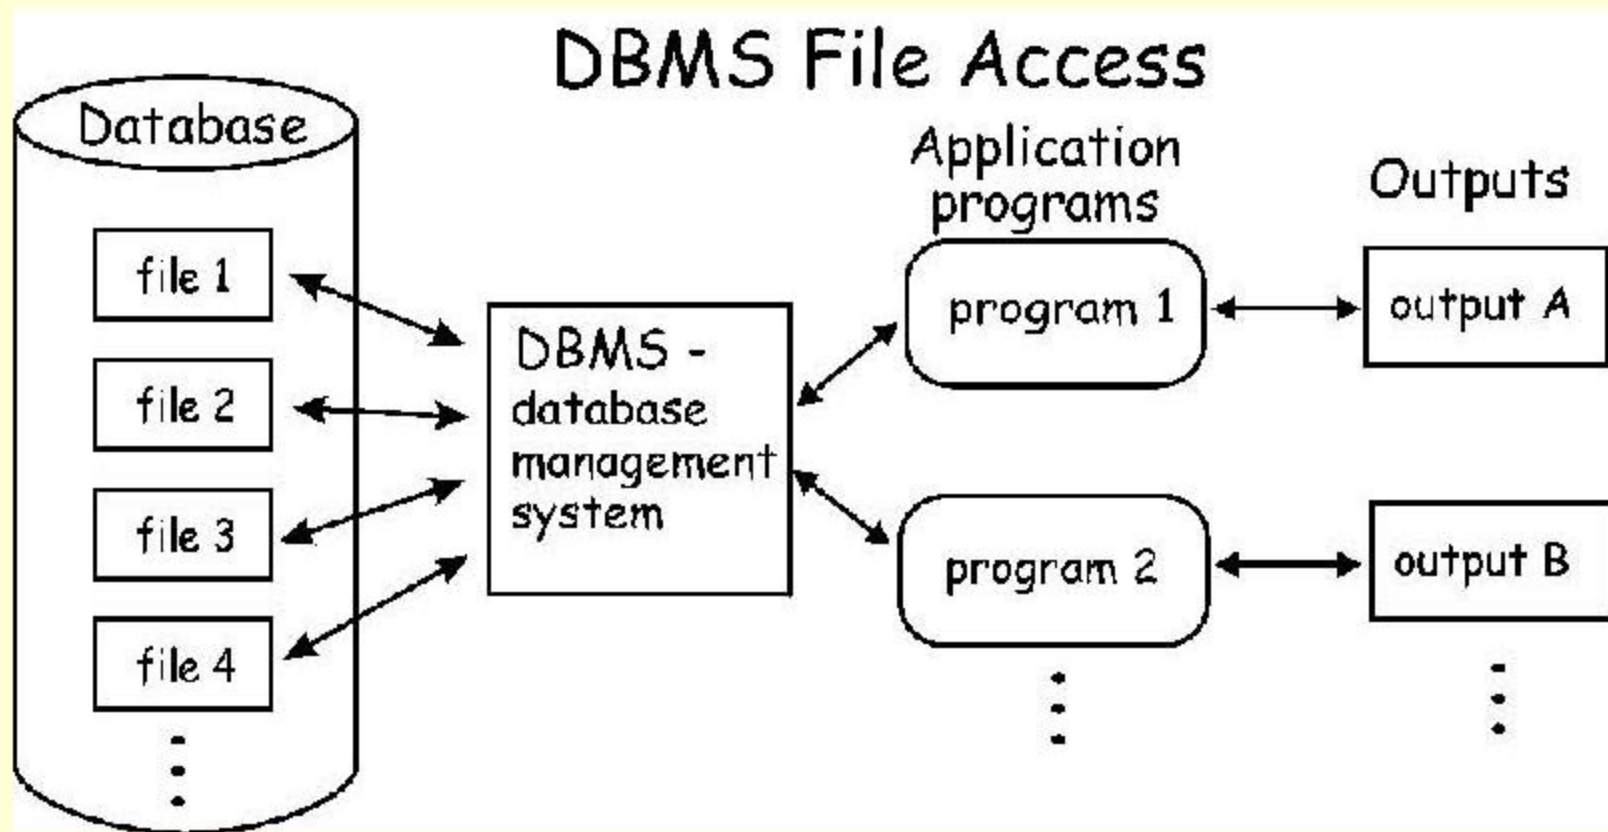 DBMS File Access
Database
file 1
file 2
file 3
file 4
DBMS -
database
management
system
Application
programs
program 1
program 2
Outputs
output A
output B